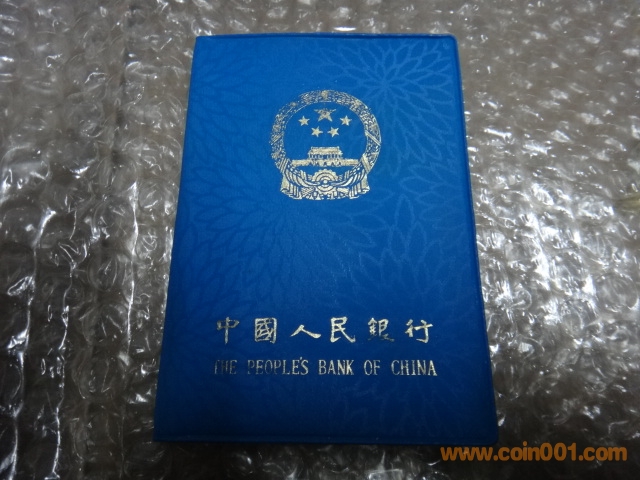 中國人民銀行
THE PEOPLE'S BANK OF CHINA
www.coin001.com